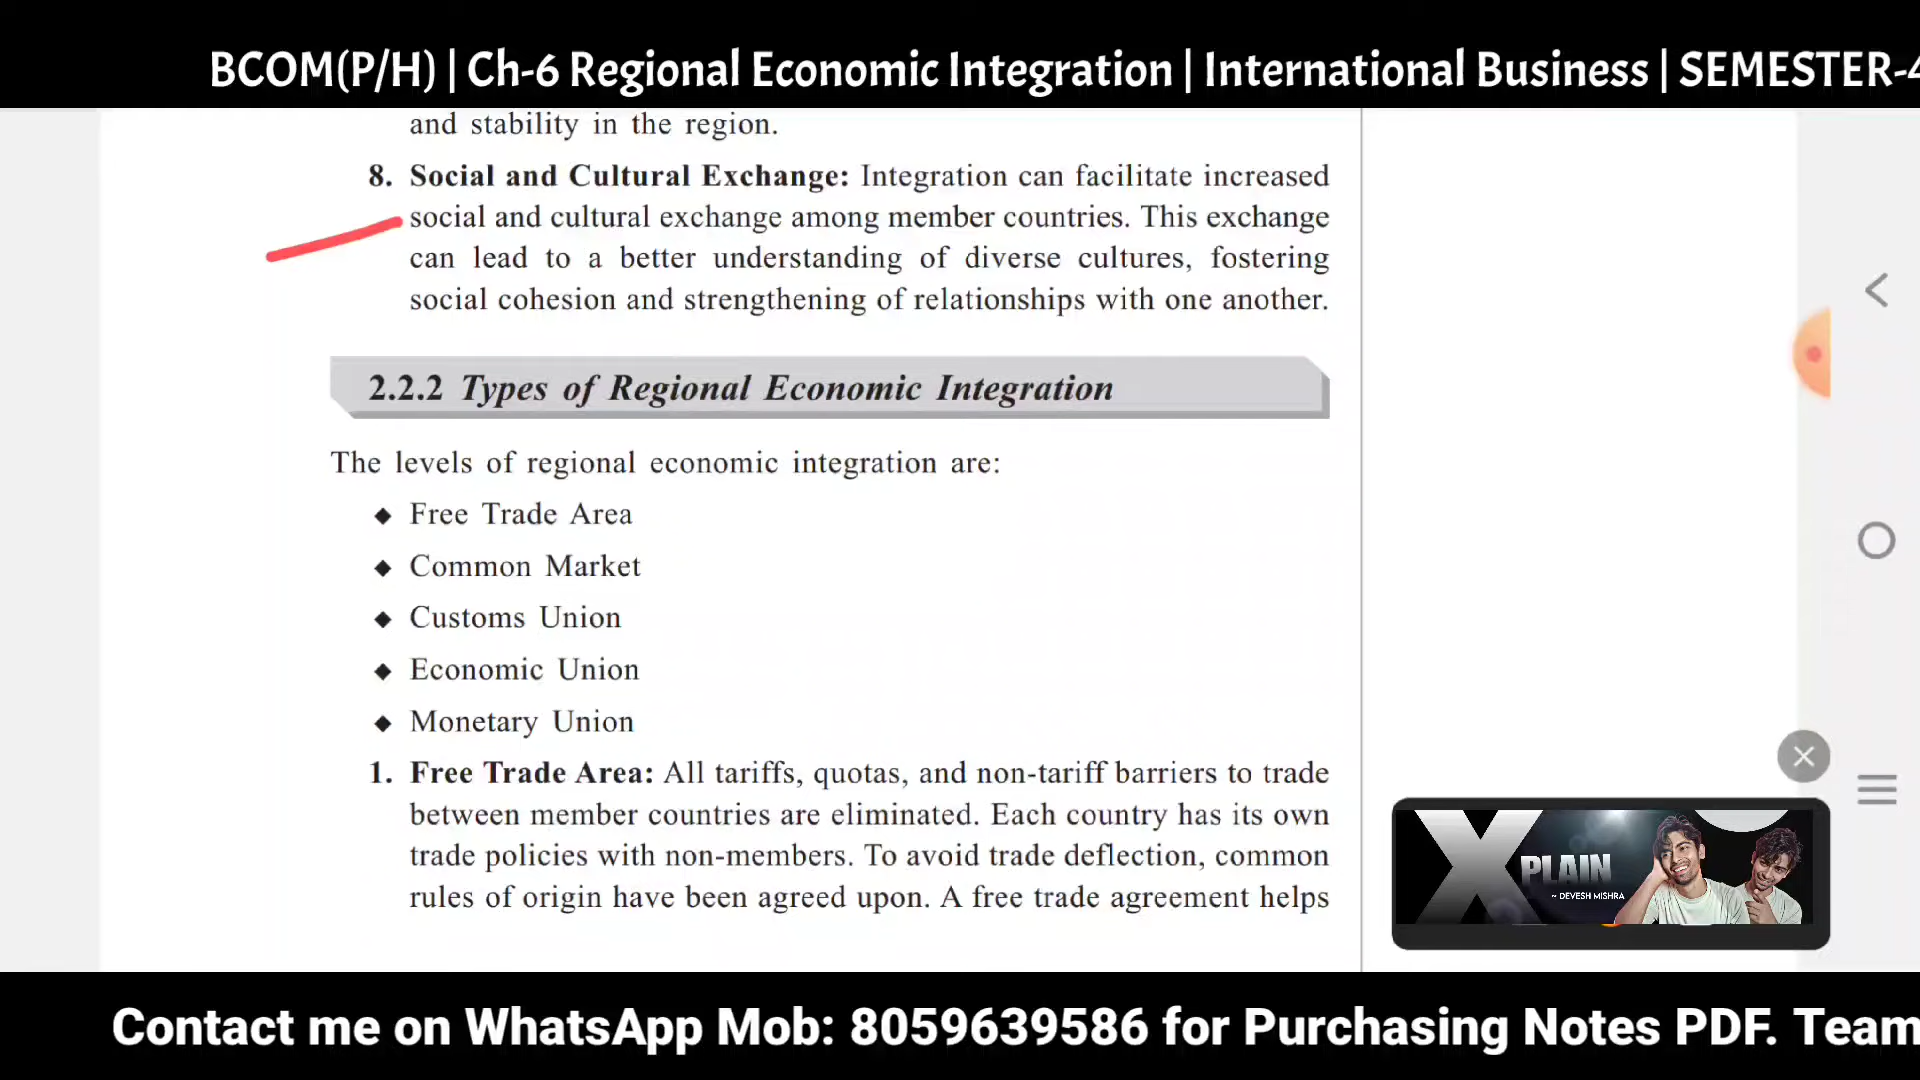 BCOM(P/H) | Ch-6 Regional Economic Integration | International Business | SEMESTER-4
and stability in the region.
8. Social and Cultural Exchange: Integration can facilitate increased
social and cultural exchange among member countries. This exchange
can lead to a better understanding of diverse cultures, fostering
social cohesion and strengthening of relationships with one another.
2.2.2 Types of Regional Economic Integration
The levels of regional economic integration are:
◆ Free Trade Area
◆ Common Market
◆ Customs Union
◆ Economic Union
◆ Monetary Union
1. Free Trade Area: All tariffs, quotas, and non-tariff barriers to trade
between member countries are eliminated. Each country has its own
trade policies with non-members. To avoid trade deflection, common
rules of origin have been agreed upon. A free trade agreement helps
XPLAIN
~ DEVESH MISHRA
Contact me on WhatsApp Mob: 8059639586 for Purchasing Notes PDF. Team